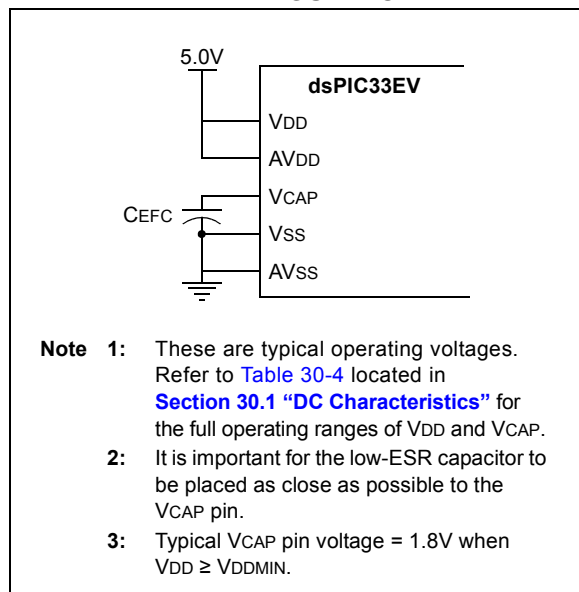 5.0V
dsPIC33EV
VDD
AVDD
VCAP
CEFC
VSS
AVSS
Note 1: These are typical operating voltages.
Refer to Table 30-4 located in
Section 30.1 “DC Characteristics” for
the full operating ranges of VDD and VCAP.
2: It is important for the low-ESR capacitor to
be placed as close as possible to the
VCAP pin.
3: Typical VCAP pin voltage = 1.8V when
VDD ≥ VDDMIN.